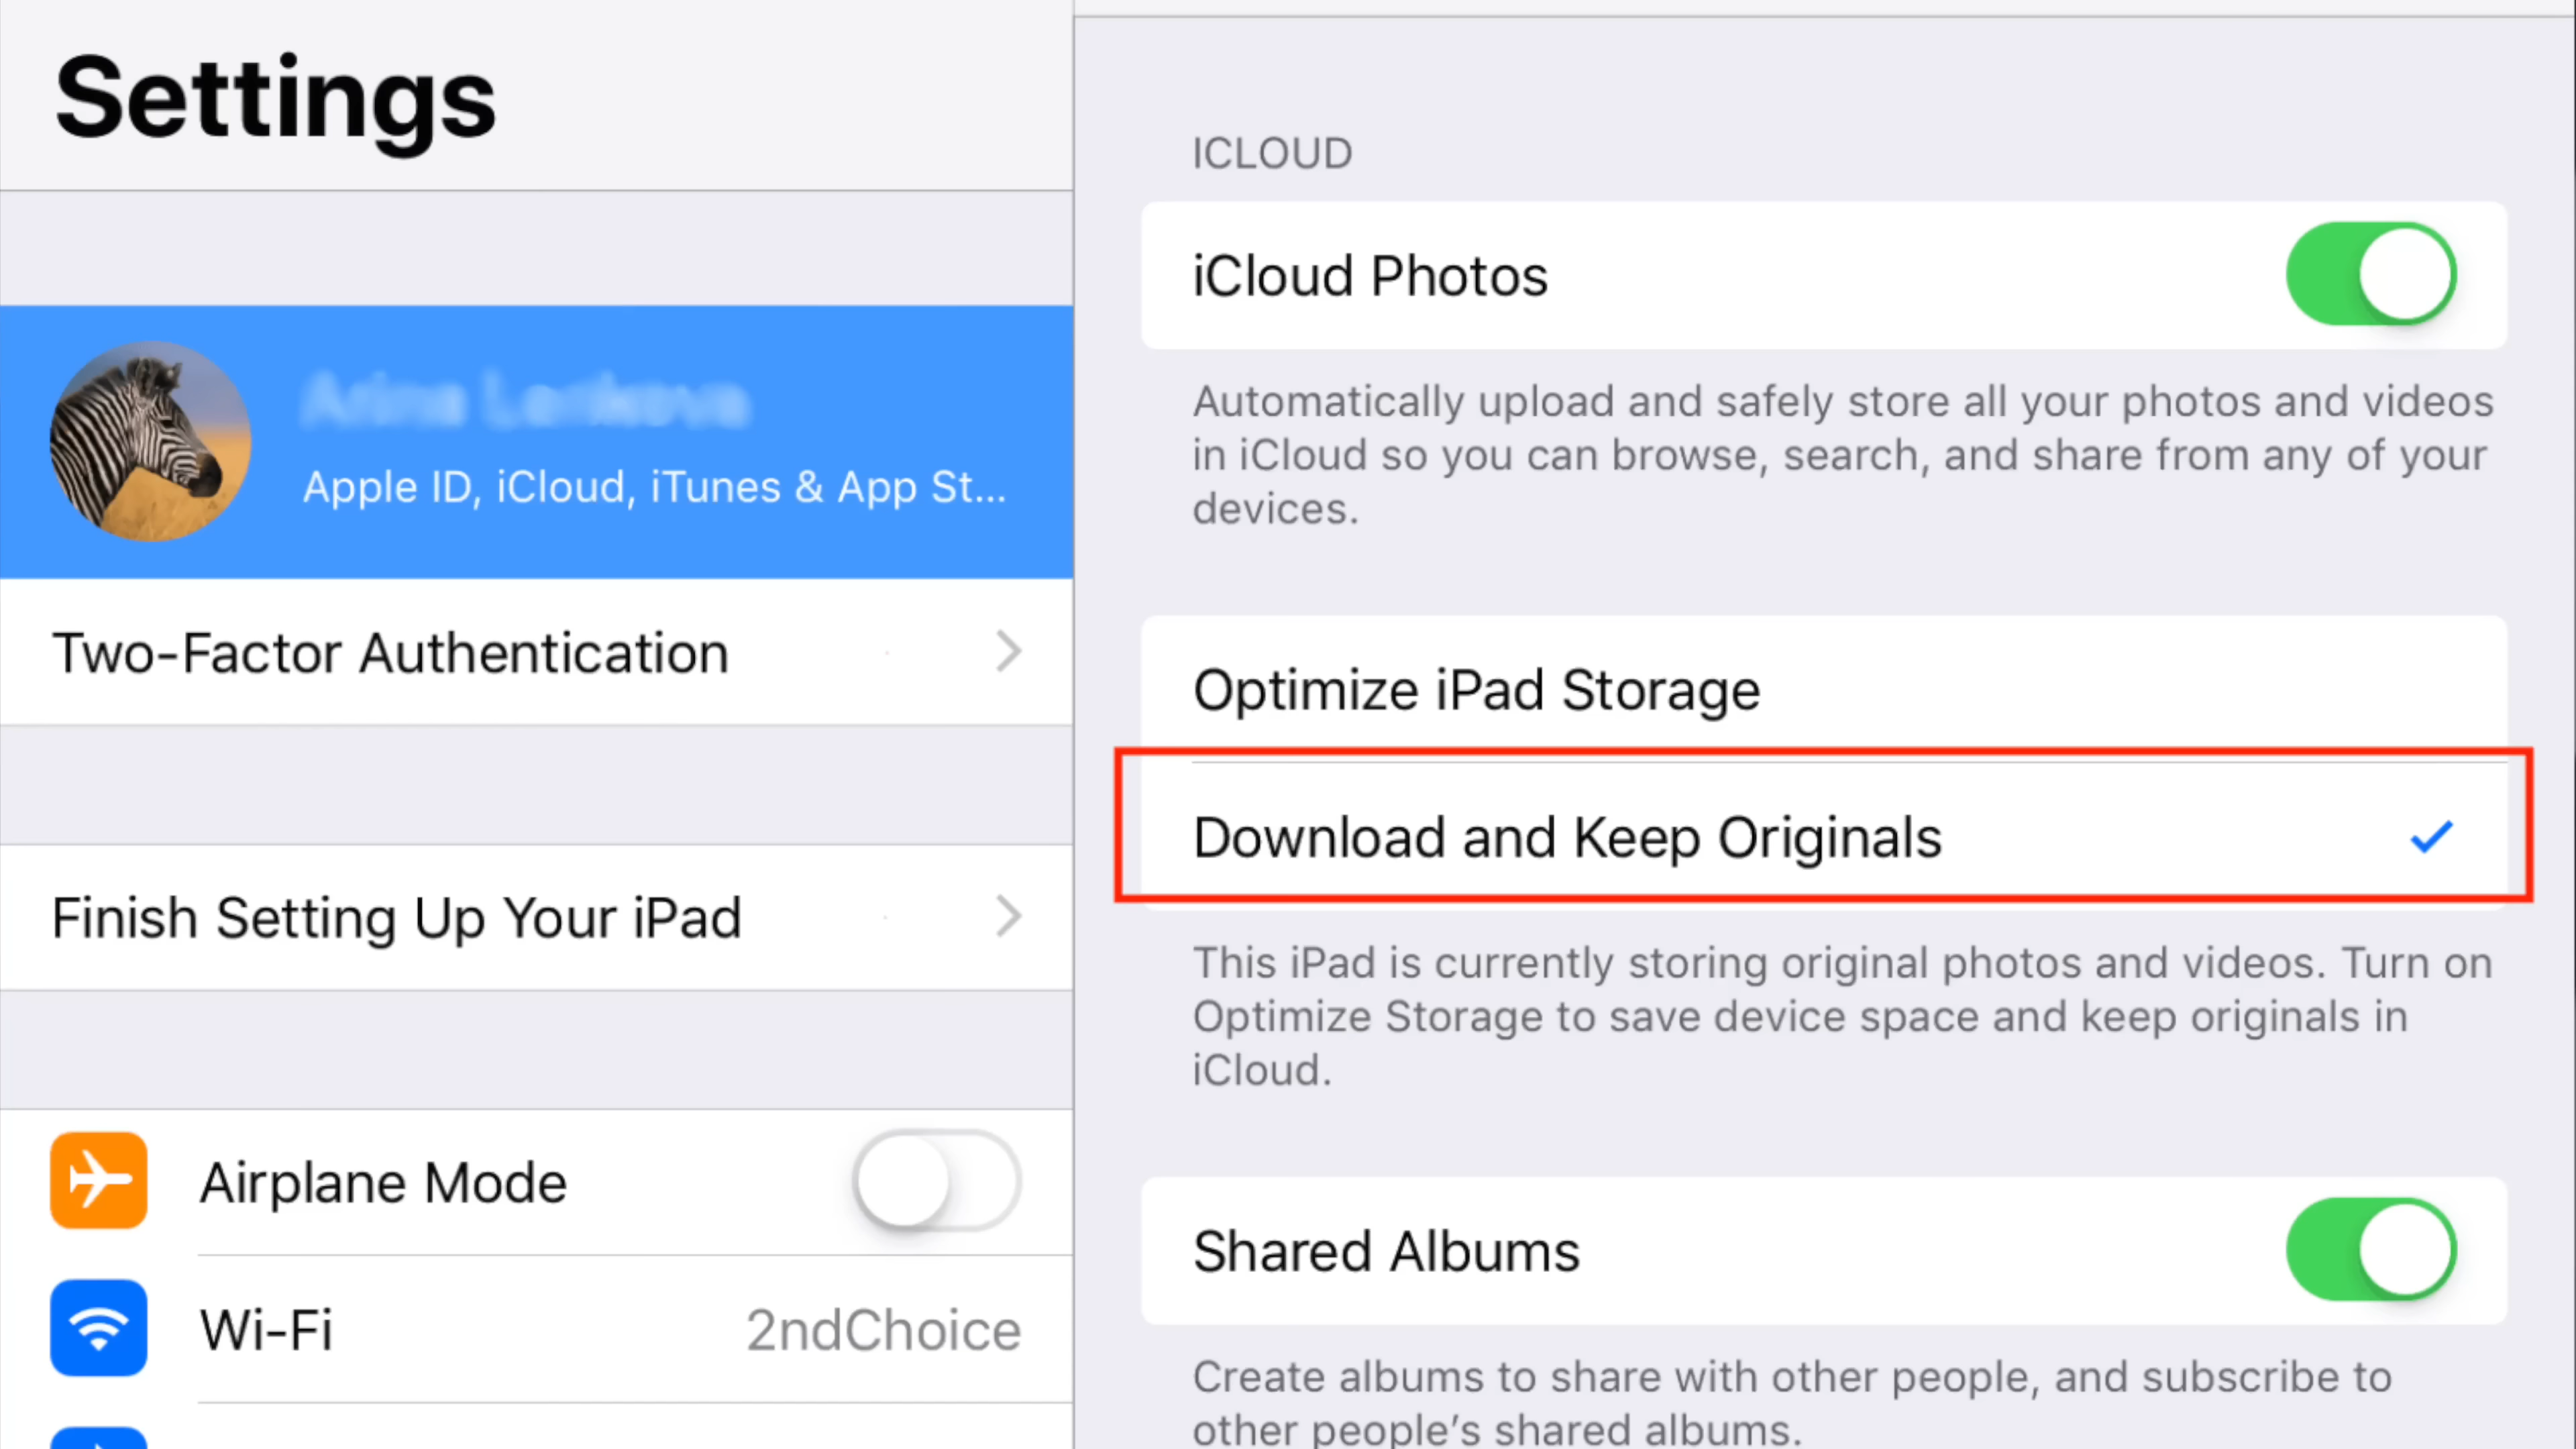 Settings
Apple ID, iCloud, iTunes & App St...
Two-Factor Authentication
Finish Setting Up Your iPad
Airplane Mode
Wi-Fi
2ndChoice
ICLOUD
iCloud Photos
Automatically upload and safely store all your photos and videos
in iCloud so you can browse, search, and share from any of your
devices.
Optimize iPad Storage
Download and Keep Originals
This iPad is currently storing original photos and videos. Turn on
Optimize Storage to save device space and keep originals in
iCloud.
Shared Albums
Create albums to share with other people, and subscribe to
other people’s shared albums.